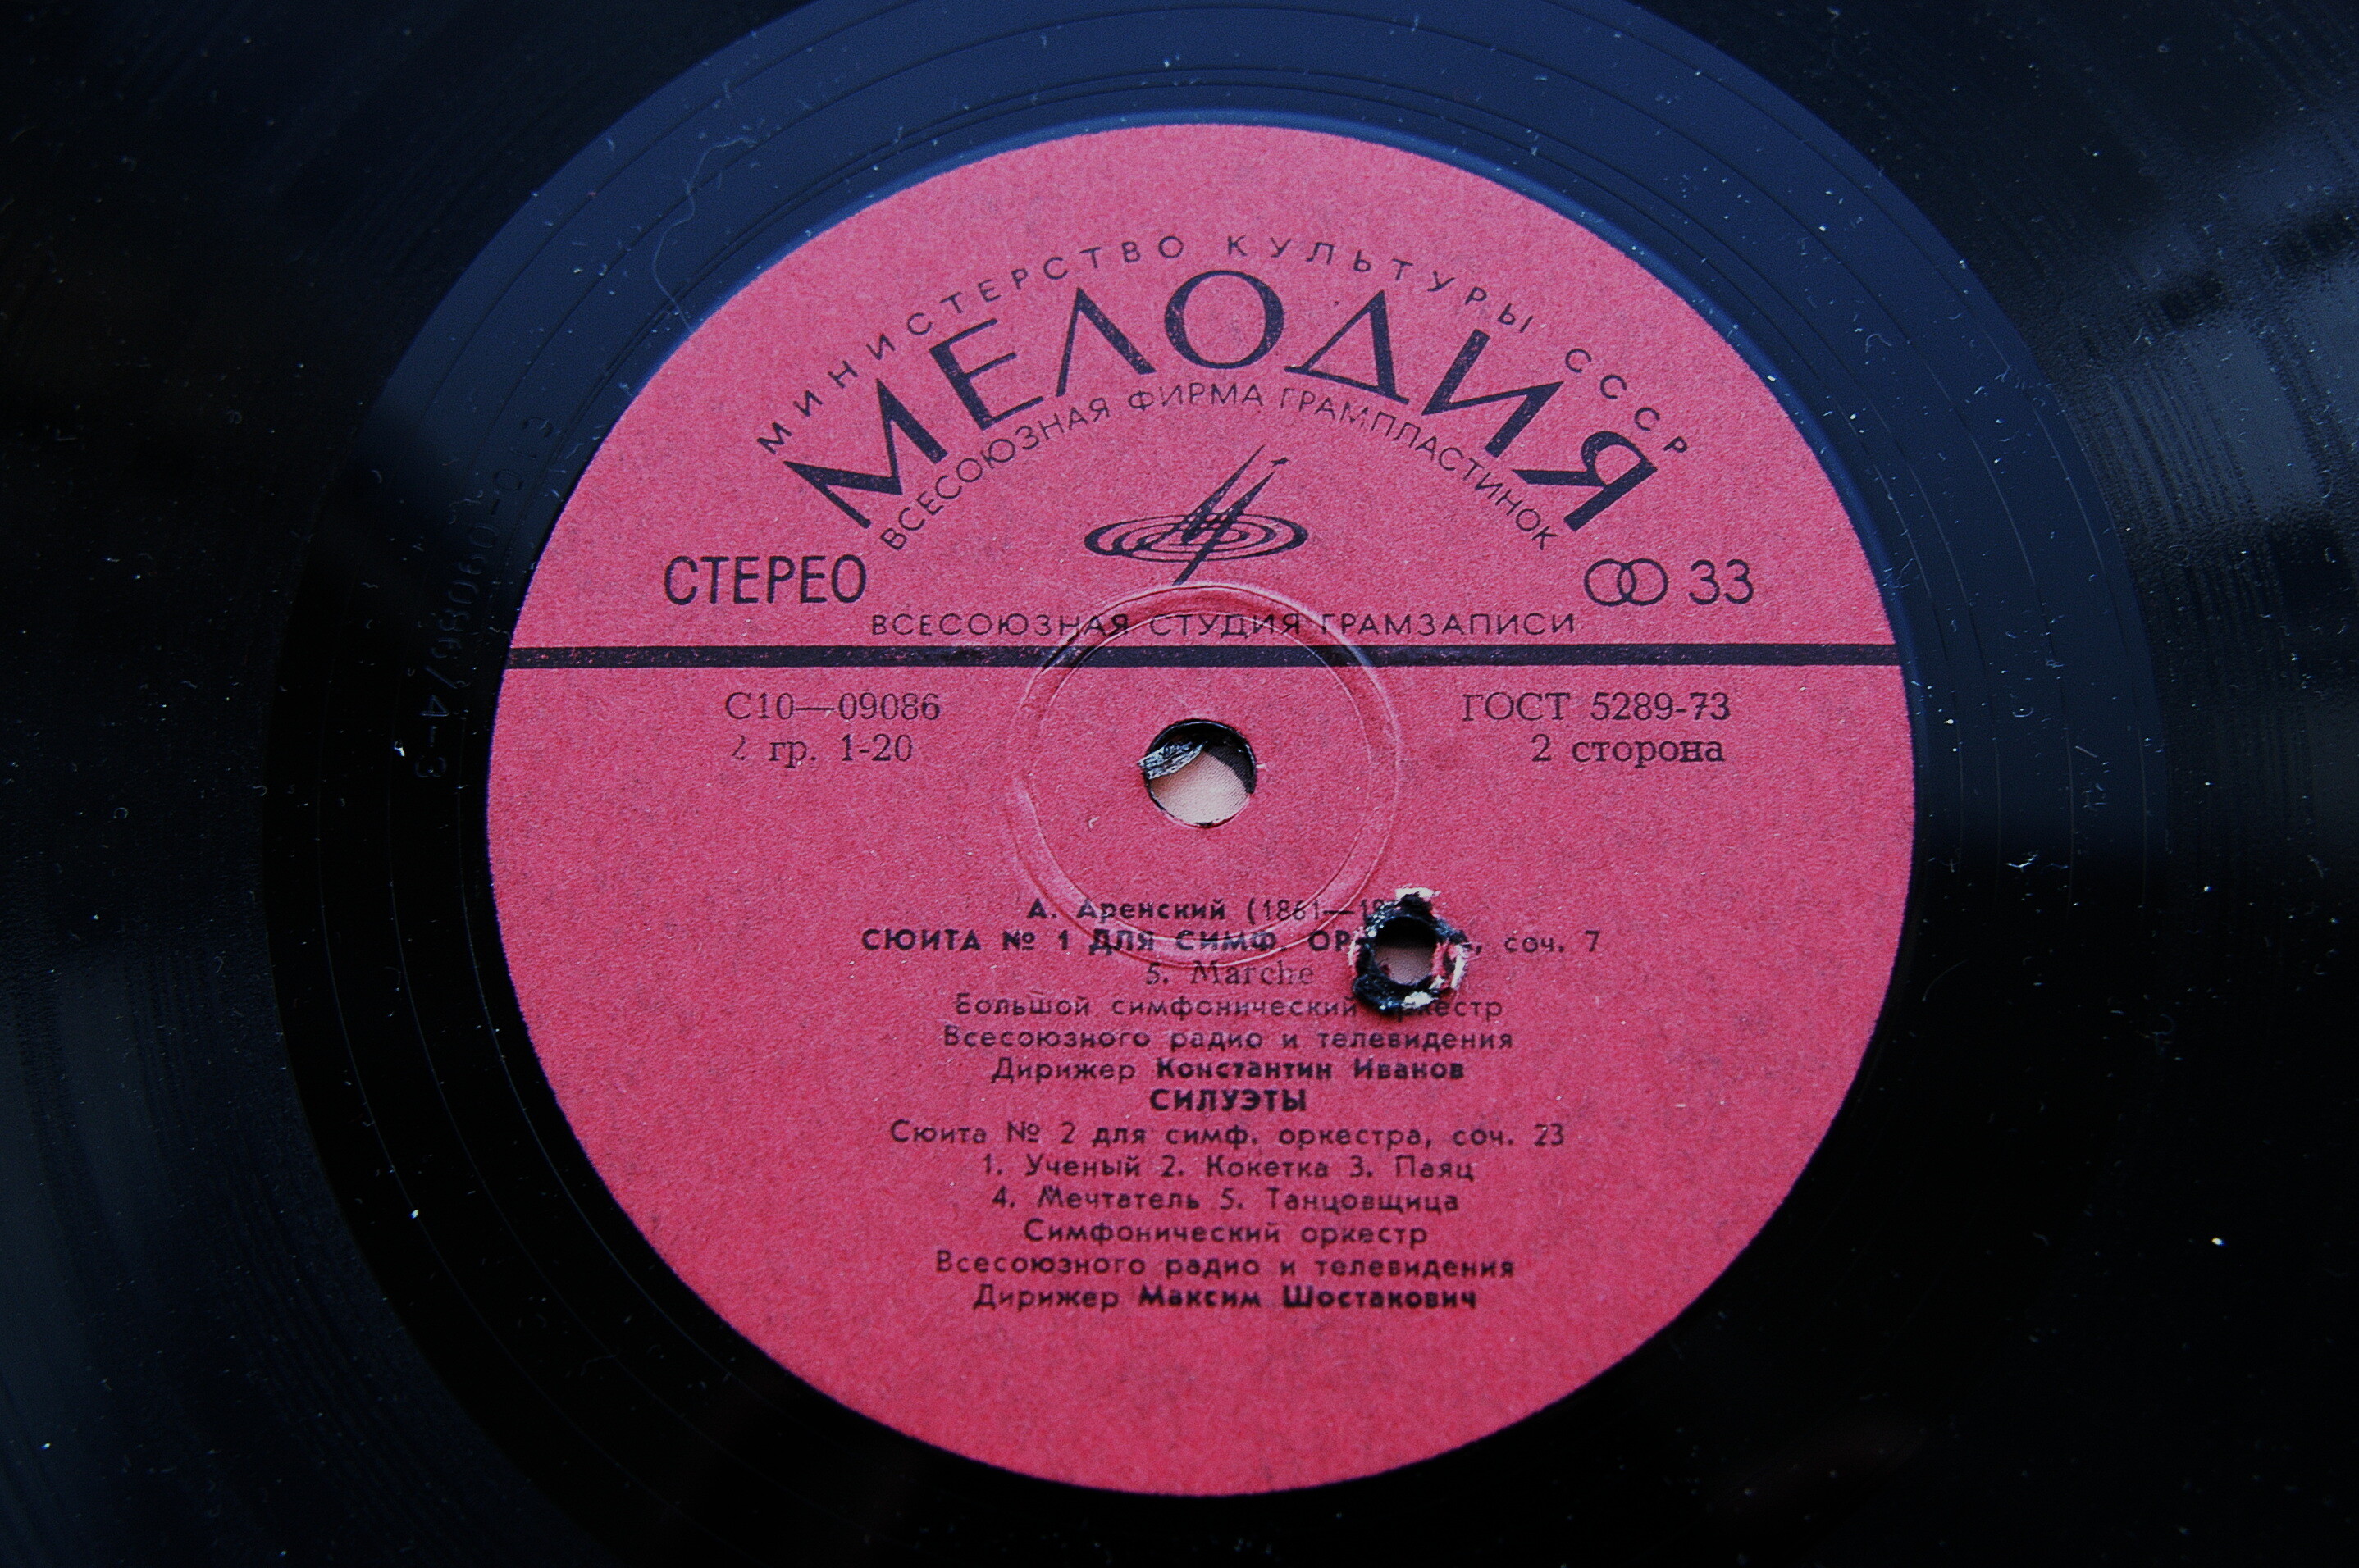 МИНИСТЕРСТВО КУЛЬТУРЫ СССР
МЕЛОДИЯ
ВСЕСОЮЗНАЯ ФИРМА ГРАМПЛАСТИНОК
СТЕРЕО 33
ВСЕСОЮЗНАЯ СТУДИЯ ГРАМЗАПИСИ
С10—09086 ГОСТ 5289-73
2 гр. 1-20 2 сторона
А. Аренский (1861—
СЮИТА № 1 ДЛЯ СИМФ. соч. 7
5. Marche
Большой симфонический
Всесоюзного радио и телевидения
Дирижер Константин Иванов
СИЛУЭТЫ
Сюита № 2 для симф. оркестра, соч. 23
1. Ученый 2. Кокетка 3. Паяц
4. Мечтатель 5. Танцовщица
Симфонический оркестр
Всесоюзного радио и телевидения
Дирижер Максим Шостакович